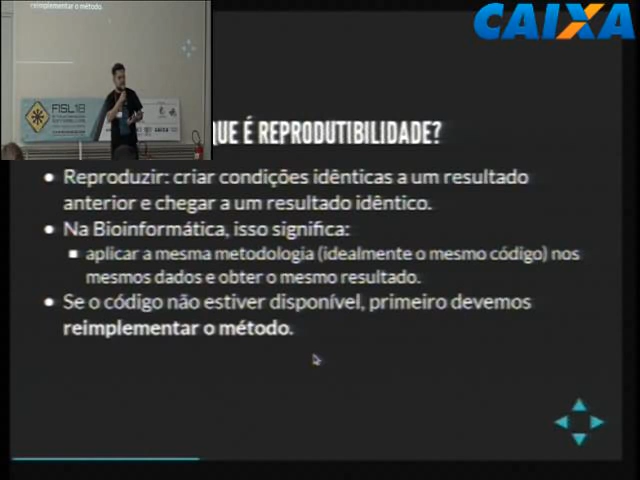 reimplementar o método.
CAIXA
FISL18
CAIXA
QUE É REPRODUTIBILIDADE?
Reproduzir: criar condições idênticas a um resultado
anterior e chegar a um resultado idêntico.
Na Bioinformática, isso significa:
aplicar a mesma metodologia (idealmente o mesmo código) nos
mesmos dados e obter o mesmo resultado.
Se o código não estiver disponível, primeiro devemos
reimplementar o método.